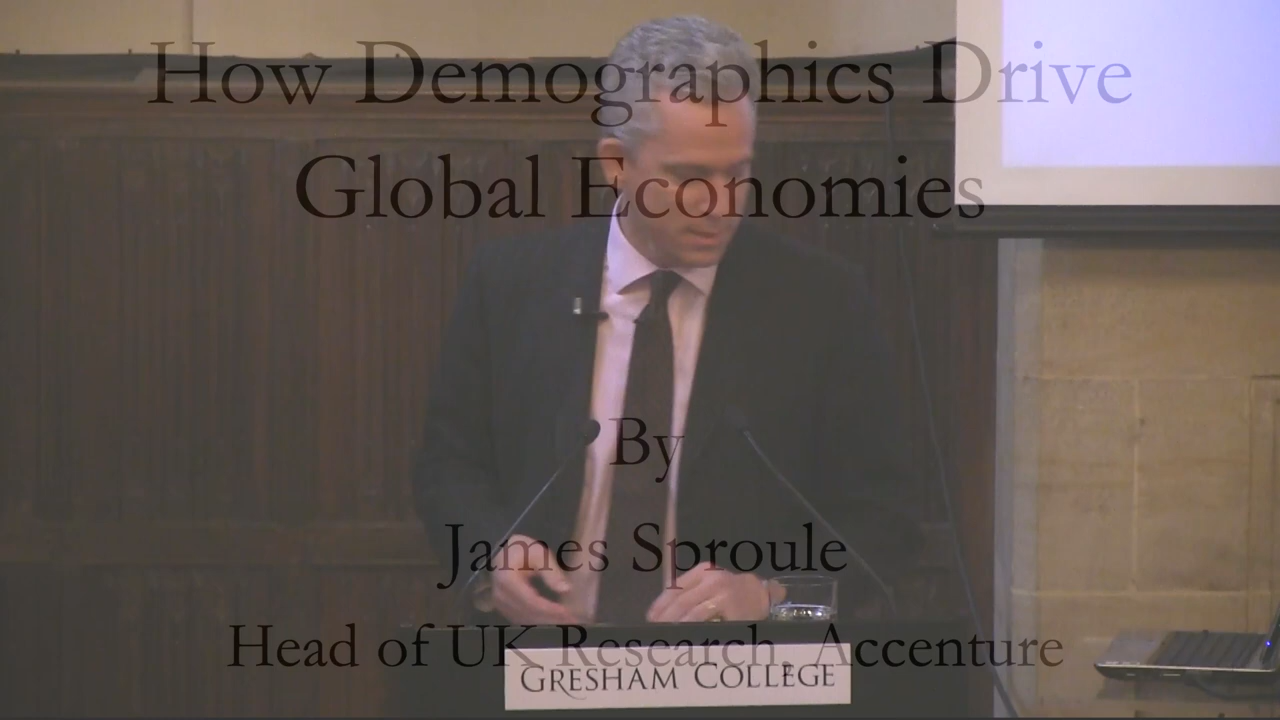 How Demographics Drive
Global Economies
By
James Sproule
Head of UK Research, Accenture
GRESHAM COLLEGE